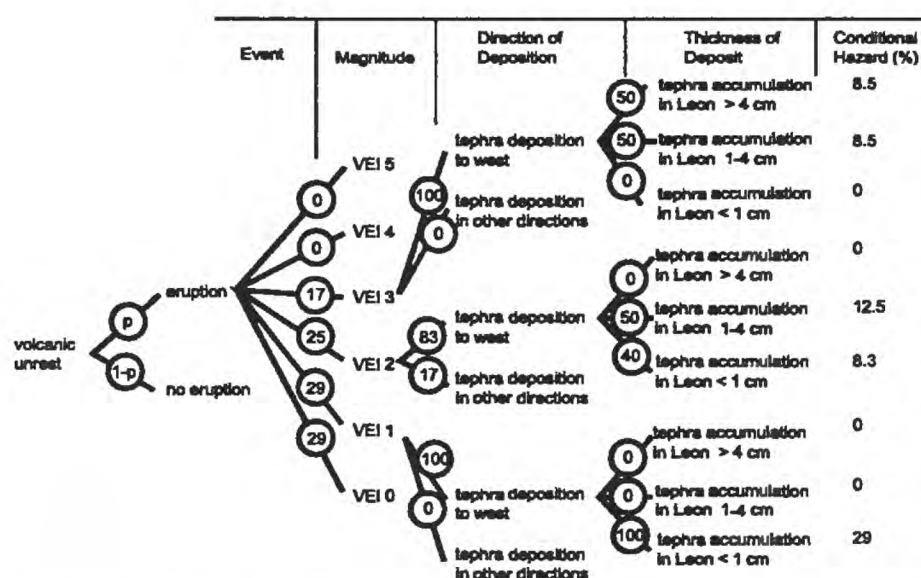 Event
Magnitude
Direction of
Deposition
Thickness of
Deposit
Conditional
Hazard (%)
volcanic
unrest
p
1-p
eruption
no eruption
0
0
17
25
29
29
VEI 5
VEI 4
VEI 3
VEI 2
VEI 1
VEI 0
100
0
tephra deposition
to west
tephra deposition
in other directions
50
50
0
tephra accumulation
in Leon > 4 cm
8.5
tephra accumulation
in Leon 1-4 cm
8.5
tephra accumulation
in Leon < 1 cm
0
83
17
tephra deposition
to west
tephra deposition
in other directions
0
50
40
tephra accumulation
in Leon > 4 cm
0
tephra accumulation
in Leon 1-4 cm
12.5
tephra accumulation
in Leon < 1 cm
8.3
100
0
tephra deposition
to west
tephra deposition
in other directions
0
0
100
tephra accumulation
in Leon > 4 cm
0
tephra accumulation
in Leon 1-4 cm
0
tephra accumulation
in Leon < 1 cm
29